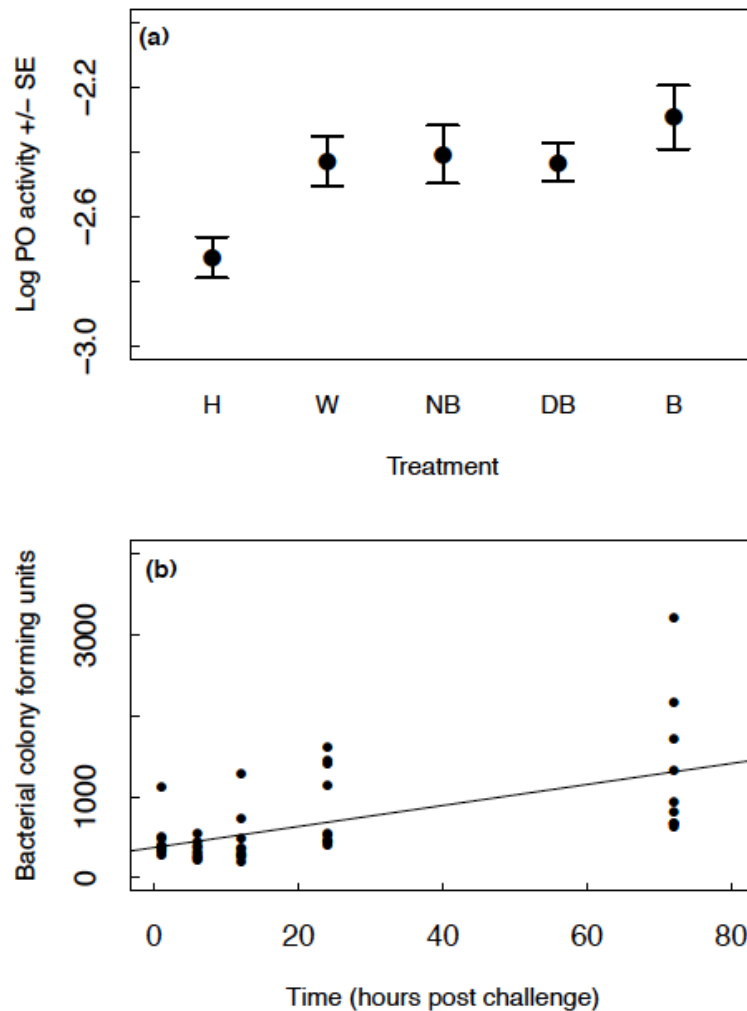 (a)
Log PO activity +/− SE
−2.2
−2.6
−3.0
H W NB DB B
Treatment
(b)
Bacterial colony forming units
3000
1000
0
0 20 40 60 80
Time (hours post challenge)